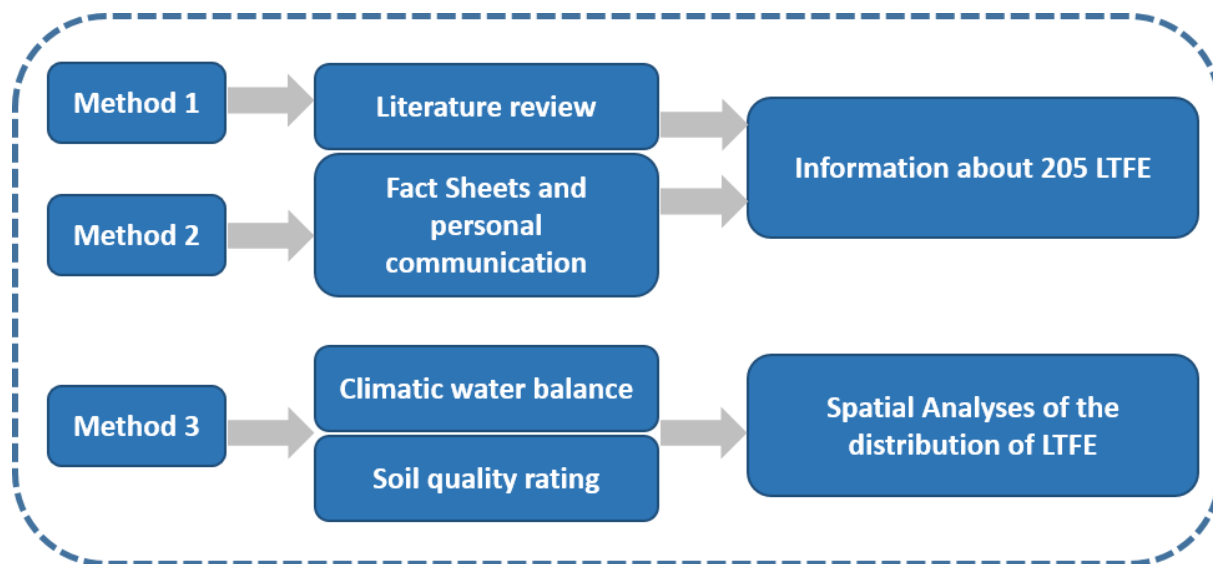 Method 1
Literature review
Information about 205 LTFE
Method 2
Fact Sheets and
personal
communication
Method 3
Climatic water balance
Soil quality rating
Spatial Analyses of the
distribution of LTFE